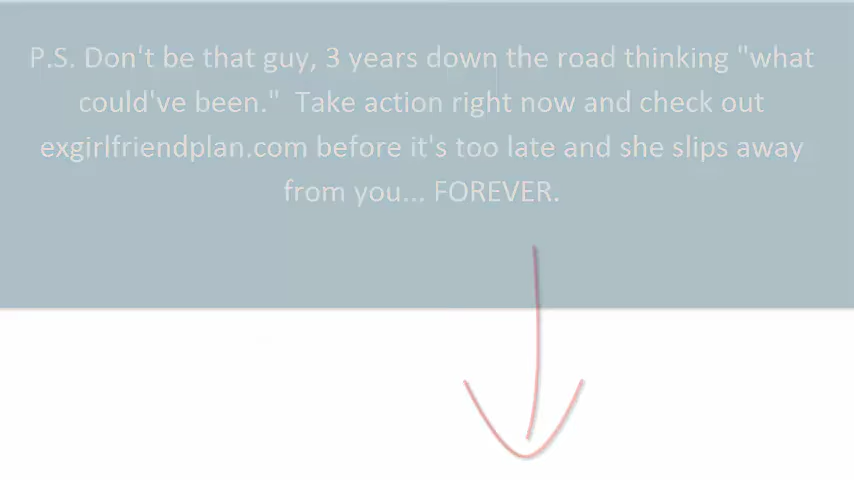 P.S. Don't be that guy, 3 years down the road thinking "what
could've been."  Take action right now and check out
exgirlfriendplan.com before it's too late and she slips away
from you... FOREVER.